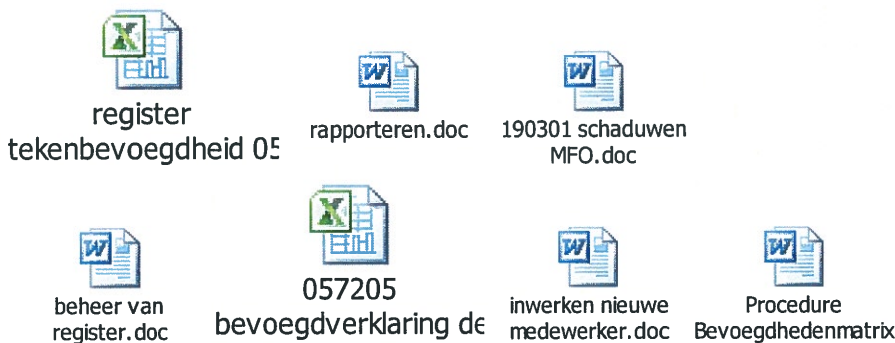 register
tekenbevoegdheid 05
rapporteren.doc
190301 schaduwen
MFO.doc
beheer van
register.doc
057205
bevoegdverklaring de
inwerken nieuwe
medewerker.doc
Procedure
Bevoegdhedenmatrix